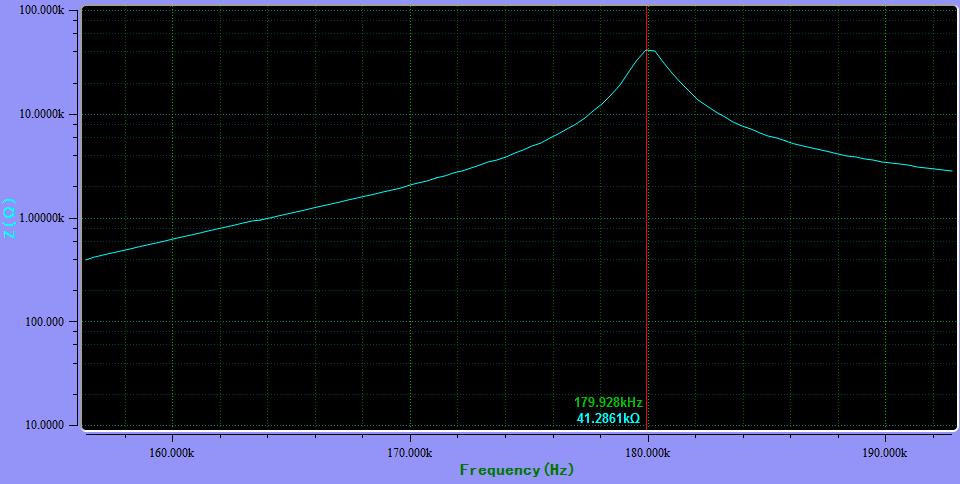 100.000k
10.0000k
1.00000k
100.000
10.0000
Z(Ω)
179.928kHz
41.2861kΩ
160.000k
170.000k
180.000k
190.000k
Frequency(Hz)